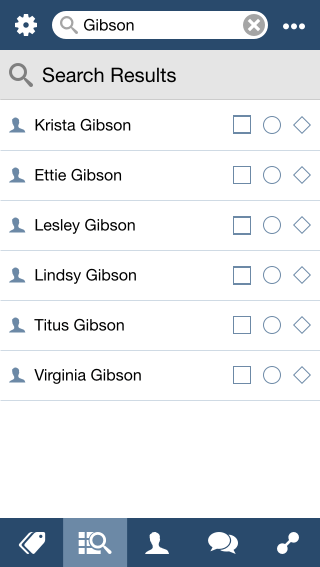 Gibson
Search Results
Krista Gibson
Ettie Gibson
Lesley Gibson
Lindsy Gibson
Titus Gibson
Virginia Gibson